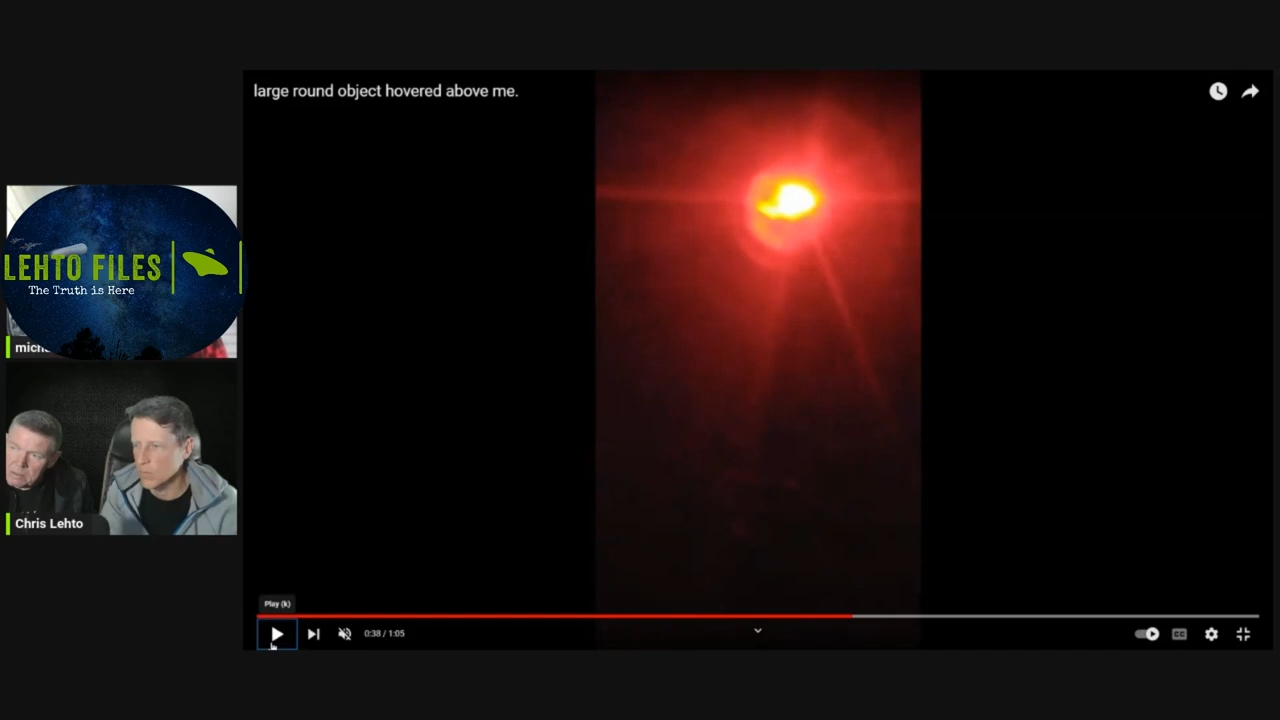 large round object hovered above me.
LEHTO FILES
The Truth is Here
Chris Lehto
Play (k)
0:38 / 1:05
CC